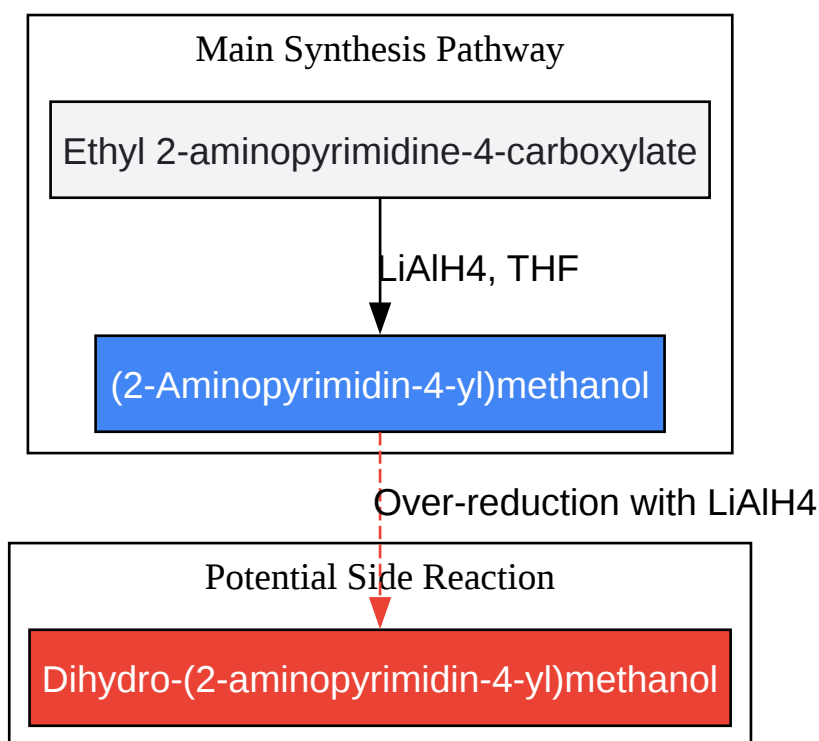 Main Synthesis Pathway
Ethyl 2-aminopyrimidine-4-carboxylate
LiAlH4, THF
(2-Aminopyrimidin-4-yl)methanol
Over-reduction with LiAlH4
Potential Side Reaction
Dihydro-(2-aminopyrimidin-4-yl)methanol